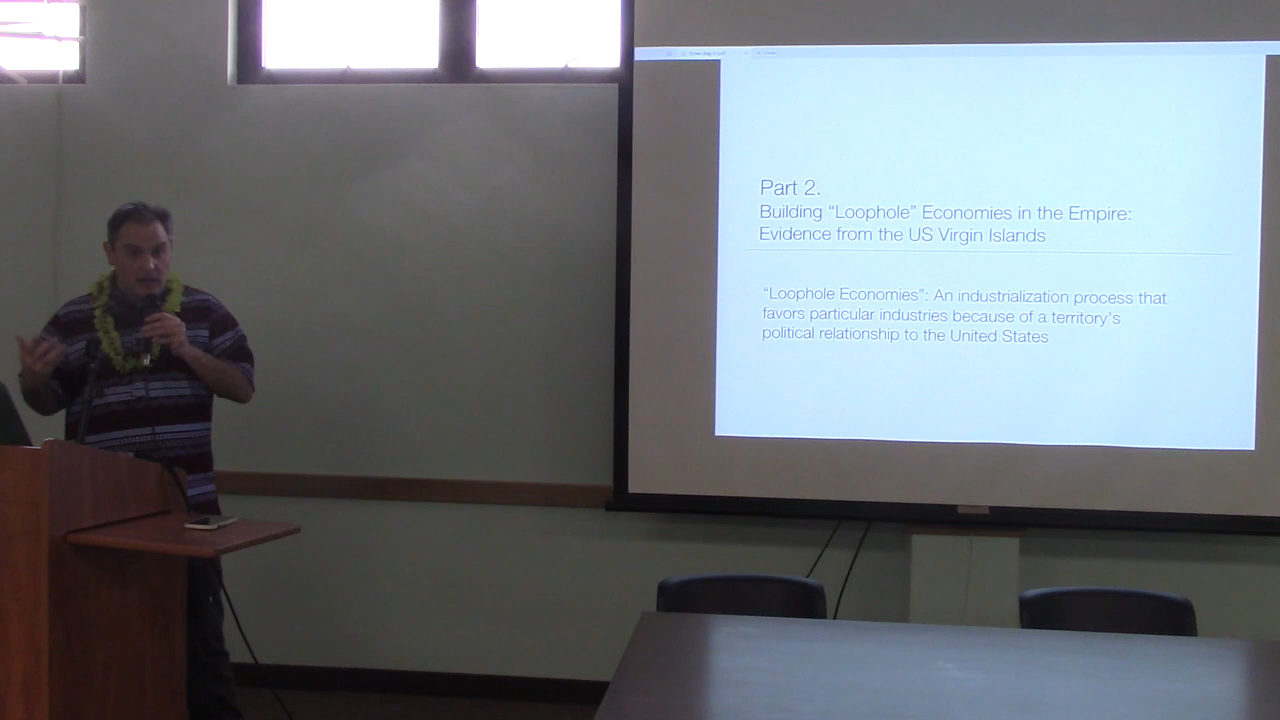 Part 2.
Building “Loophole” Economies in the Empire:
Evidence from the US Virgin Islands
“Loophole Economies”: An industrialization process that
favors particular industries because of a territory’s
political relationship to the United States